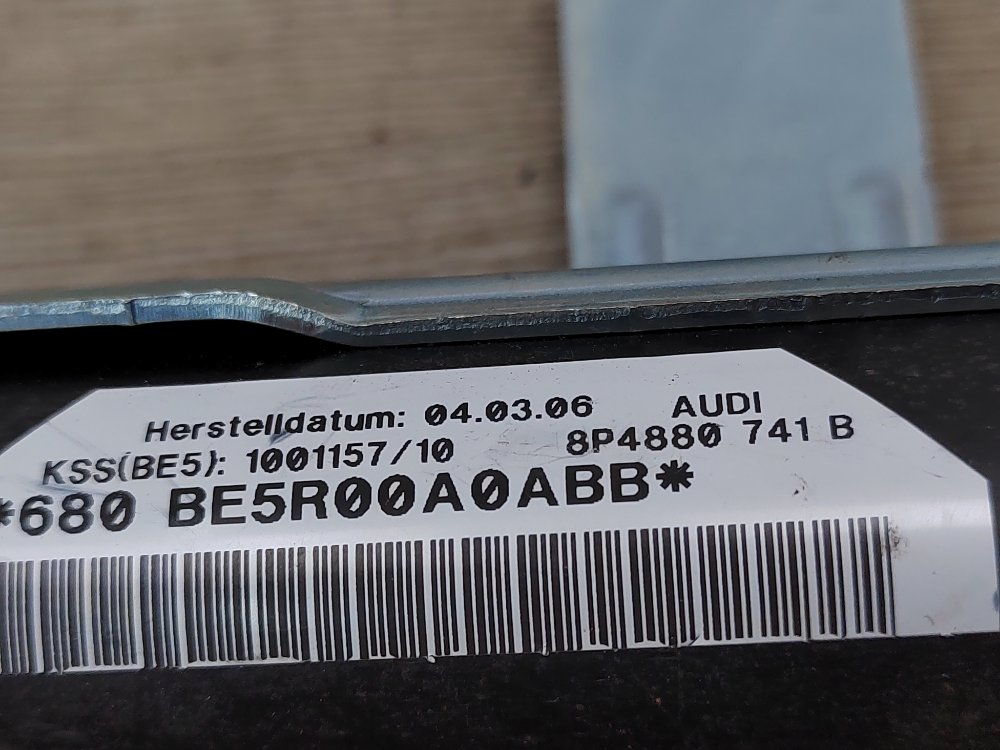 Herstelldatum: 04.03.06 AUDI
KSS(BE5): 1001157/10 8P4880 741 B
*680 BE5R00A0ABB*